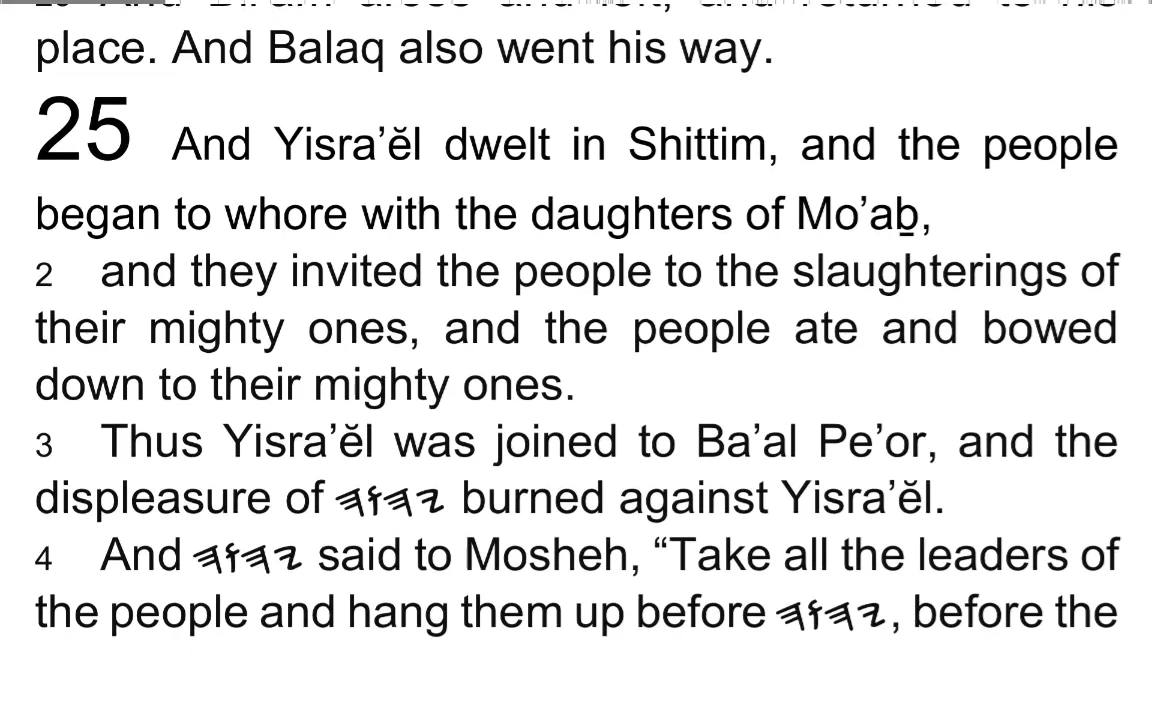 place. And Balaq also went his way.
25 And Yisra’ĕl dwelt in Shittim, and the people
began to whore with the daughters of Mo’aḇ,
2 and they invited the people to the slaughterings of
their mighty ones, and the people ate and bowed
down to their mighty ones.
3 Thus Yisra’ĕl was joined to Ba’al Pe’or, and the
displeasure of 𐤉𐤄𐤅𐤄 burned against Yisra’ĕl.
4 And 𐤉𐤄𐤅𐤄 said to Mosheh, “Take all the leaders of
the people and hang them up before 𐤉𐤄𐤅𐤄, before the